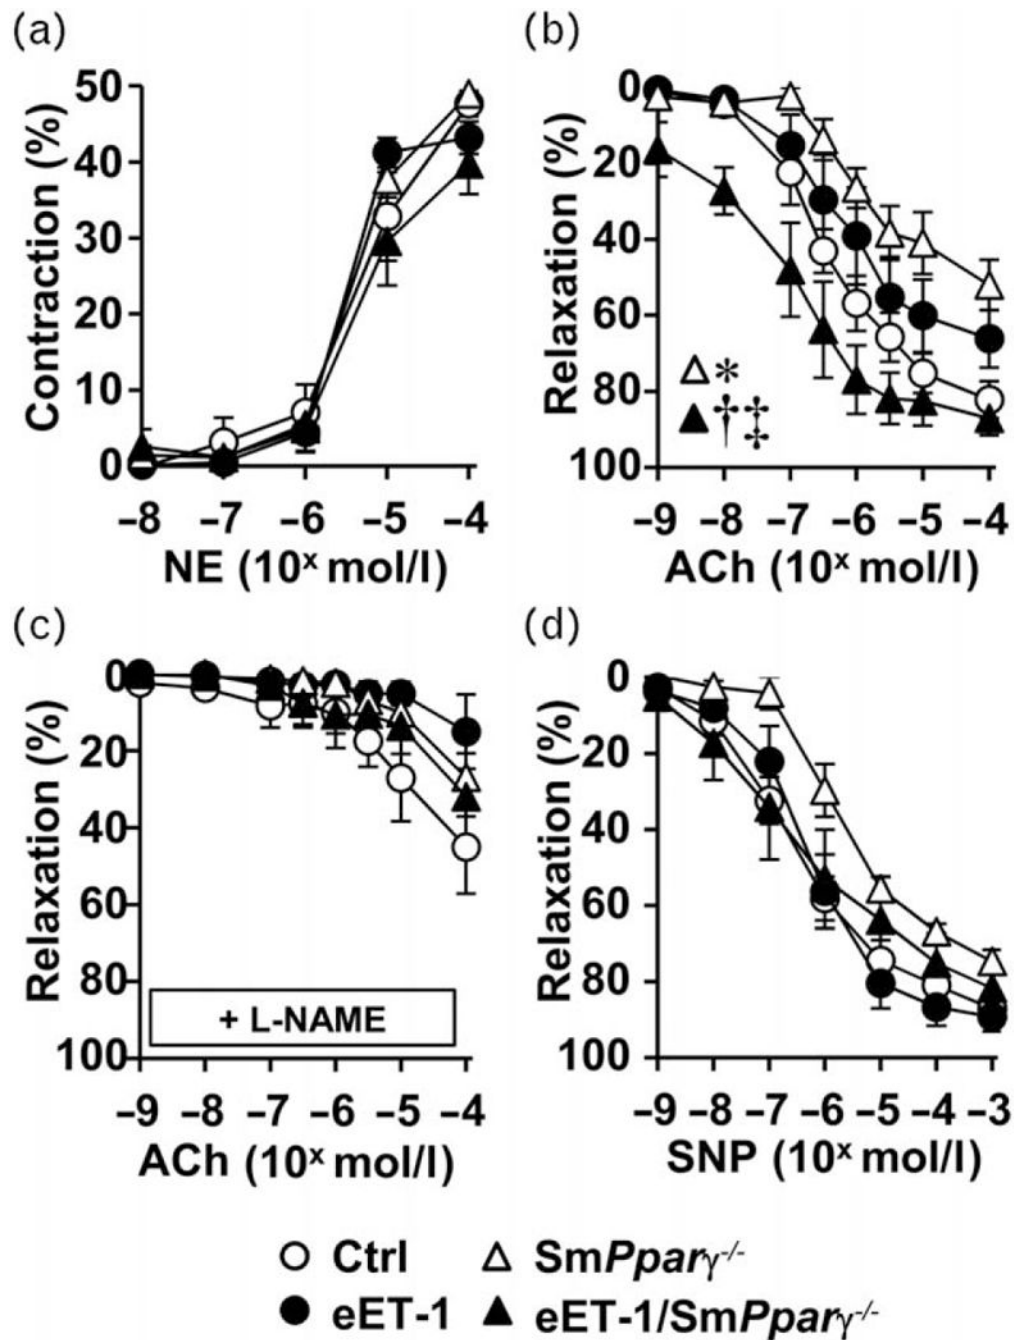 (a)
50
40
30
20
10
0
Contraction (%)
–8 –7 –6 –5 –4
NE (10ˣ mol/l)
(b)
0
20
40
60
80
100
Relaxation (%)
*
†‡
–9 –8 –7 –6 –5 –4
ACh (10ˣ mol/l)
(c)
0
20
40
60
80
100
Relaxation (%)
+ L-NAME
–9 –8 –7 –6 –5 –4
ACh (10ˣ mol/l)
(d)
0
20
40
60
80
100
Relaxation (%)
–9 –8 –7 –6 –5 –4 –3
SNP (10ˣ mol/l)
Ctrl SmPparγ-/-
eET-1 eET-1/SmPparγ-/-